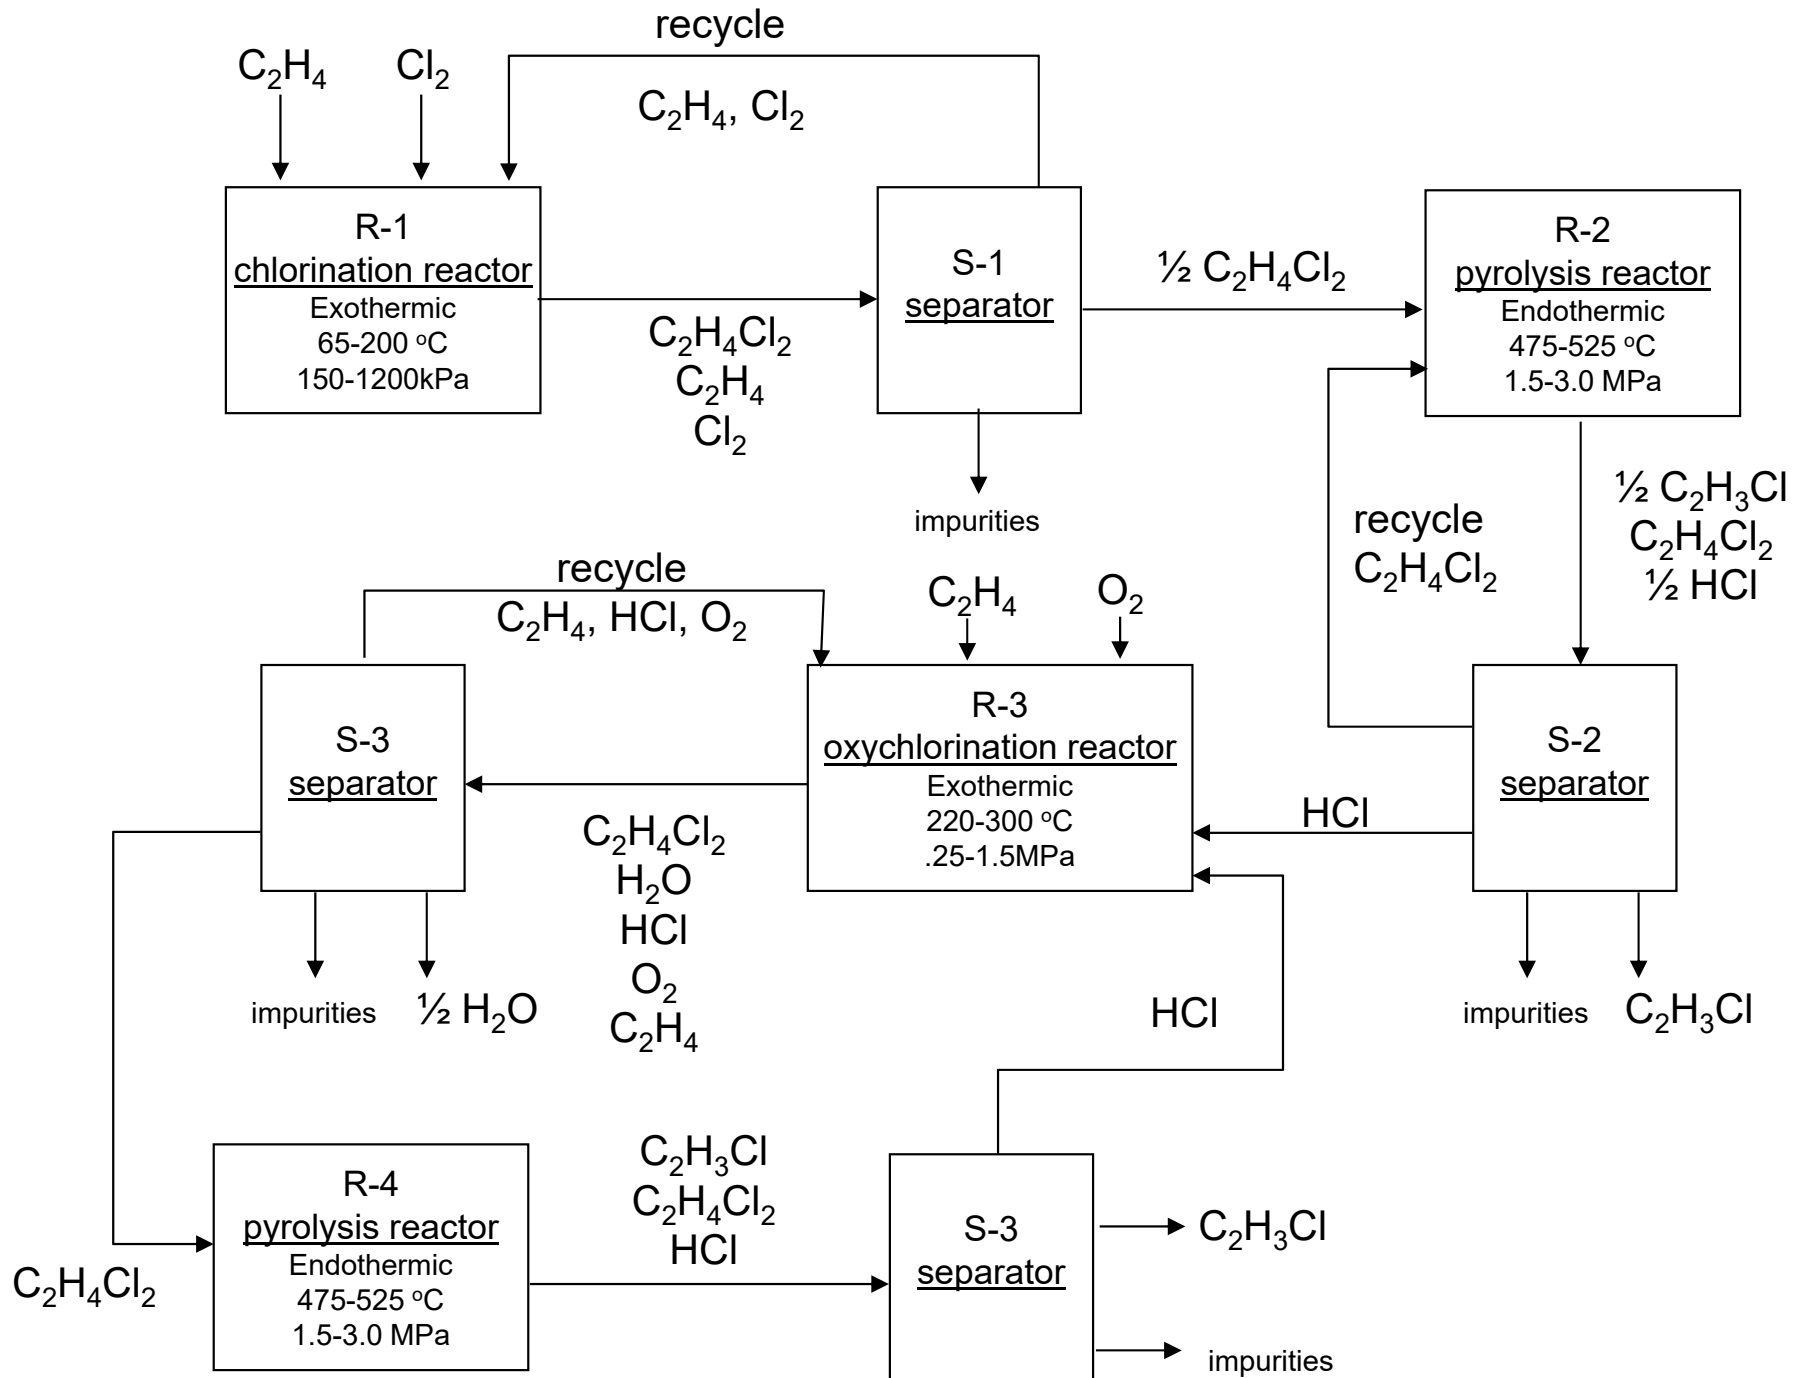 recycle
C₂H₄
Cl₂
C₂H₄, Cl₂
R-1
chlorination reactor
Exothermic
65-200 ºC
150-1200kPa
C₂H₄Cl₂
C₂H₄
Cl₂
S-1
separator
impurities
½ C₂H₄Cl₂
R-2
pyrolysis reactor
Endothermic
475-525 ºC
1.5-3.0 MPa
½ C₂H₃Cl
C₂H₄Cl₂
½ HCl
recycle
C₂H₄Cl₂
recycle
C₂H₄, HCl, O₂
C₂H₄
O₂
S-3
separator
R-3
oxychlorination reactor
Exothermic
220-300 ºC
.25-1.5MPa
S-2
separator
HCl
C₂H₄Cl₂
H₂O
HCl
O₂
C₂H₄
impurities
½ H₂O
impurities
C₂H₃Cl
HCl
C₂H₄Cl₂
R-4
pyrolysis reactor
Endothermic
475-525 ºC
1.5-3.0 MPa
C₂H₃Cl
C₂H₄Cl₂
HCl
S-3
separator
C₂H₃Cl
impurities